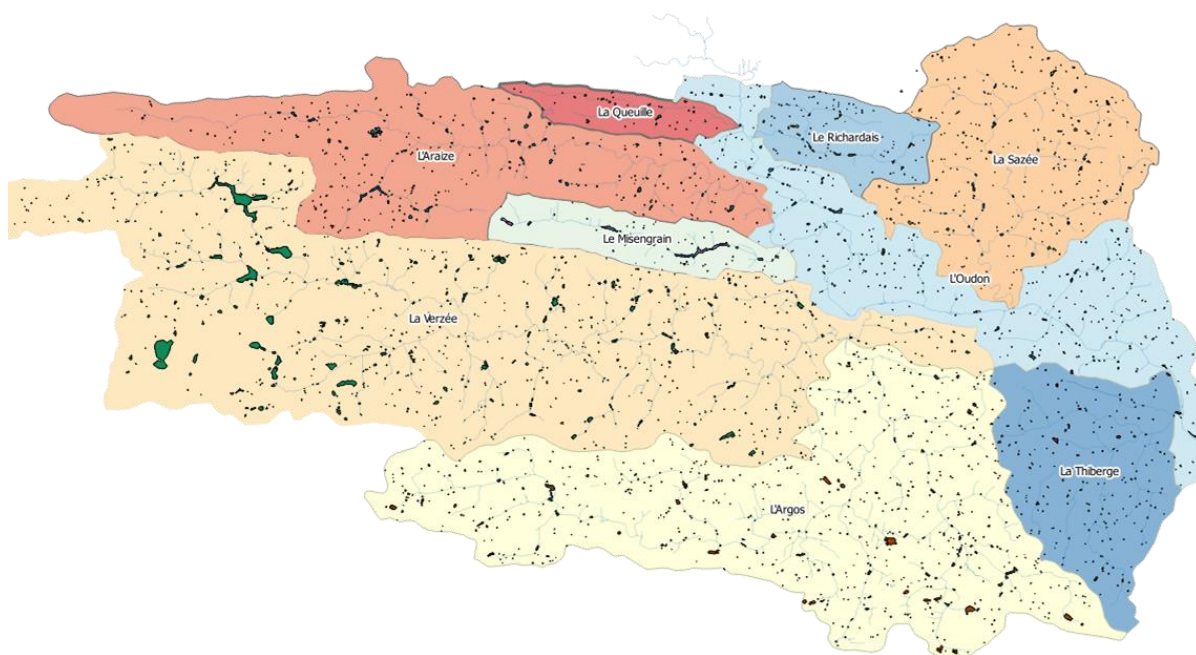 La Queuille
Le Richardais
L'Araize
La Sazée
Le Misengrain
L'Oudon
La Verzée
La Thiberge
L'Argos